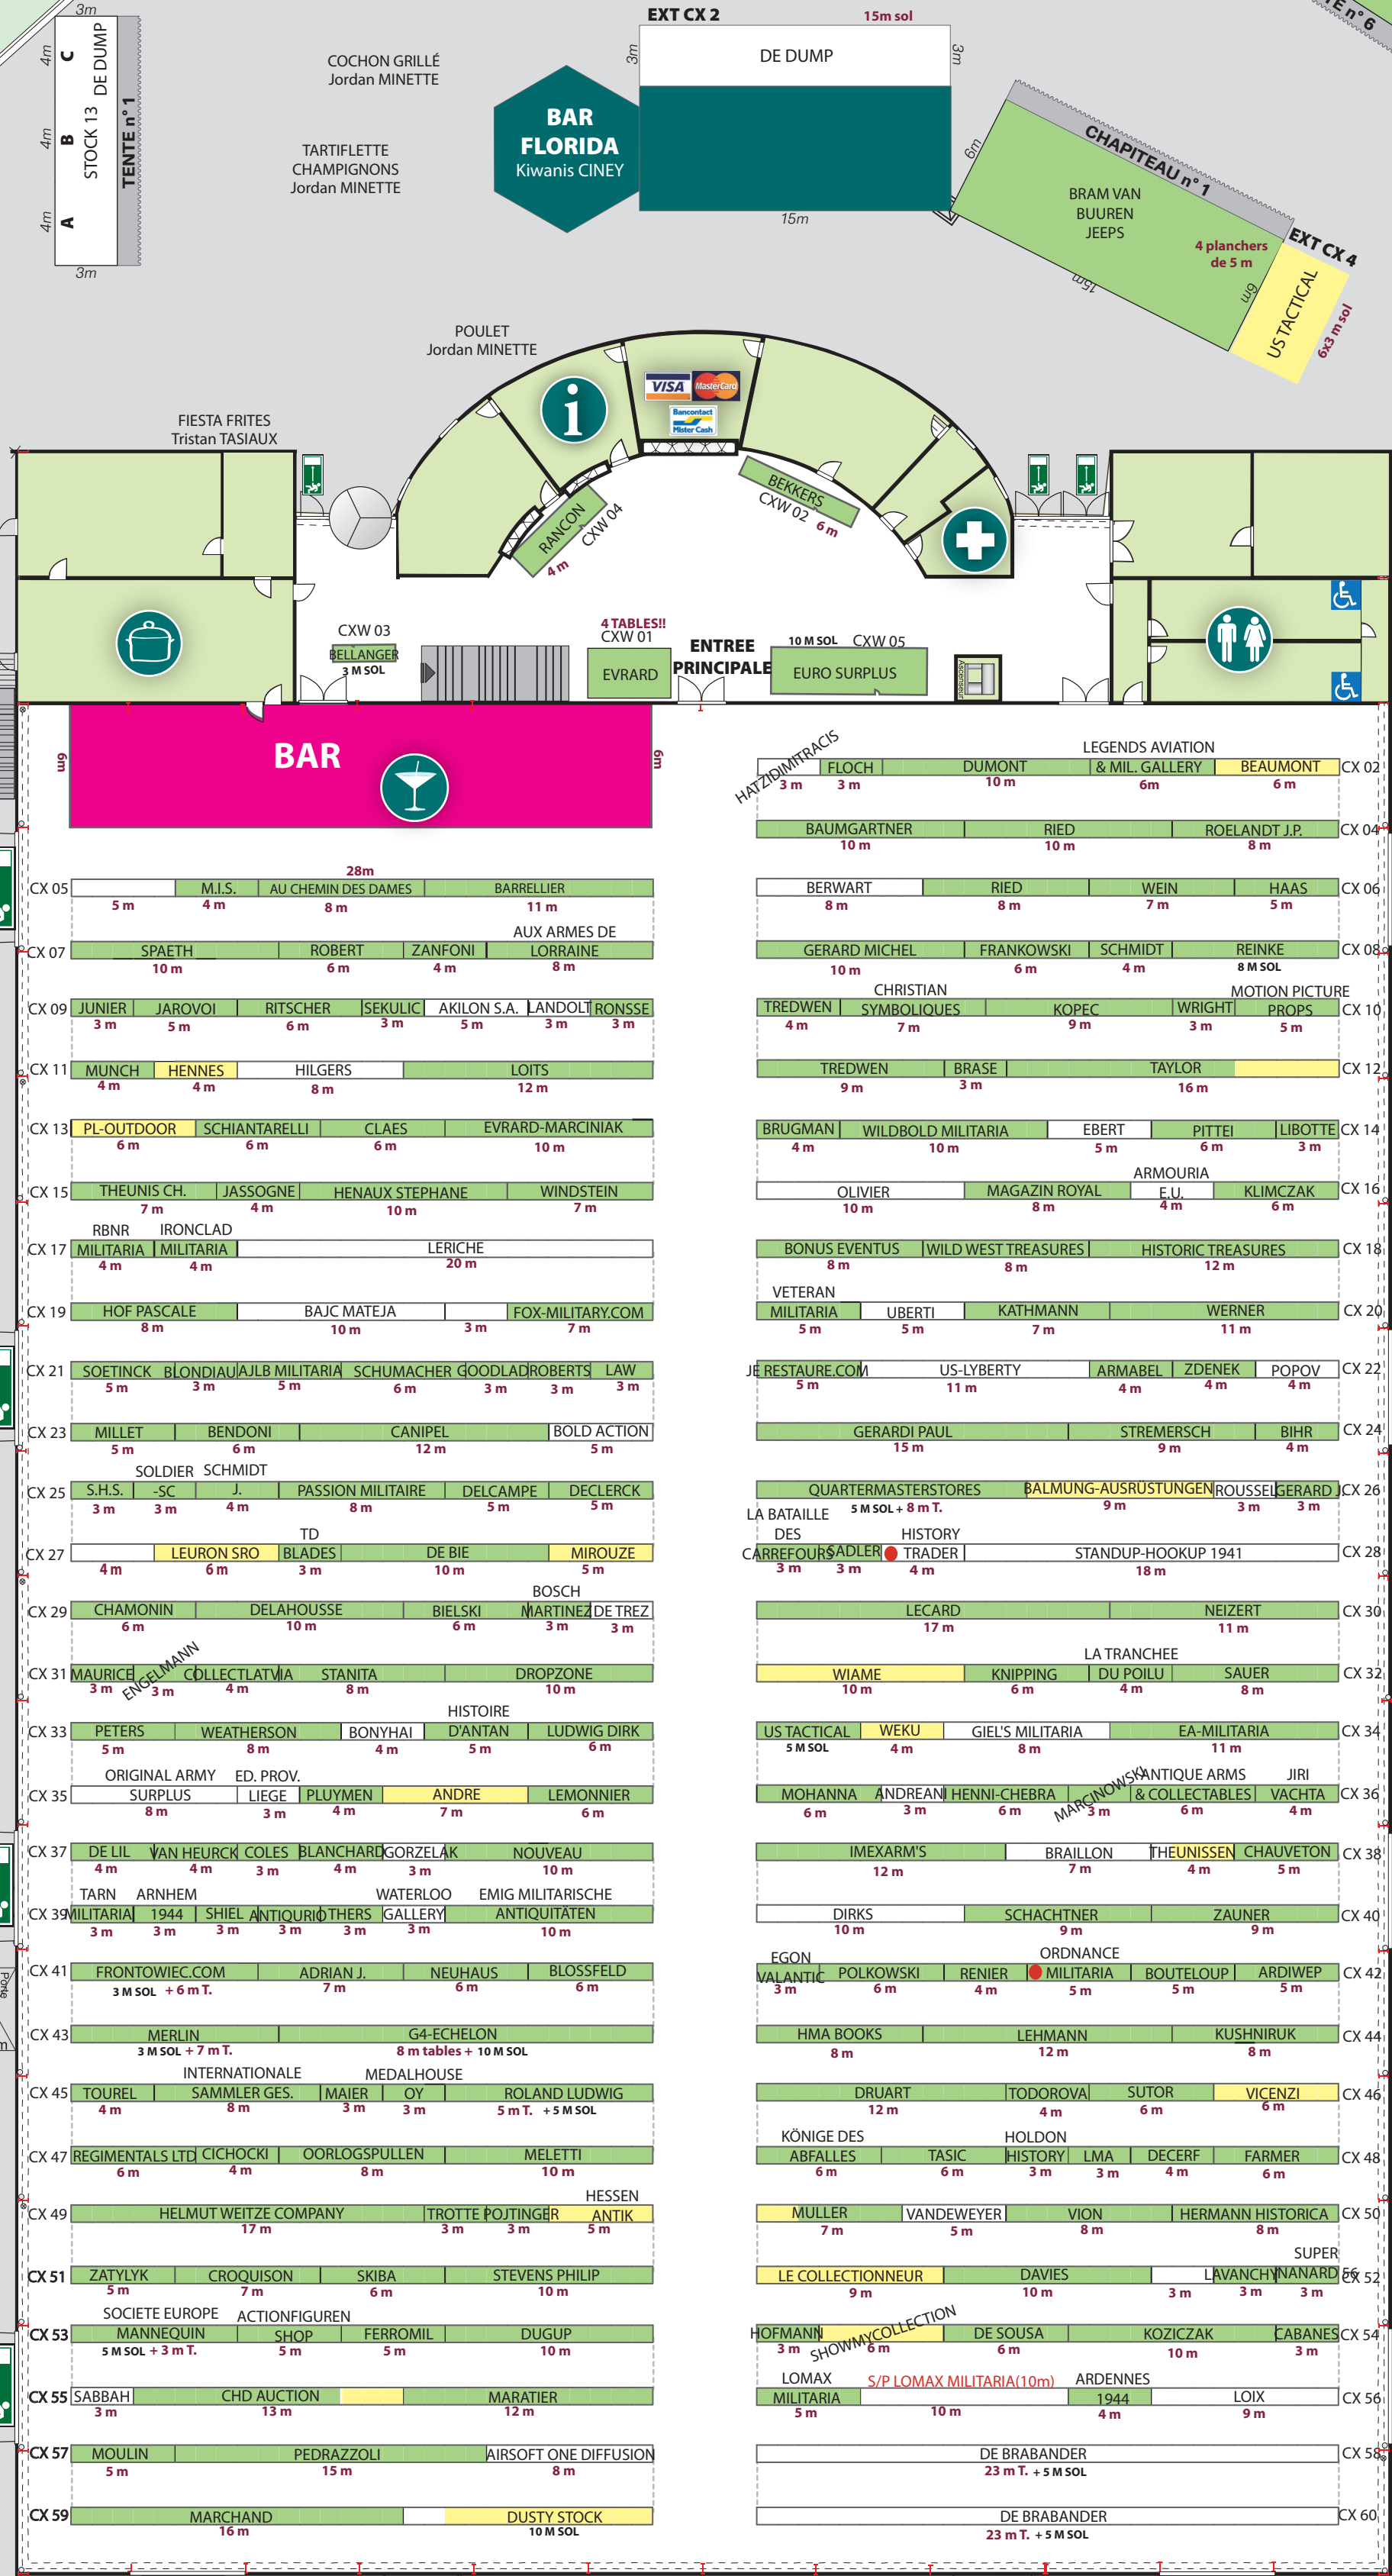 3m
EXT CX 2
15m sol
TE n° 6
4m
C
DE DUMP
3m
DE DUMP
3m
COCHON GRILLÉ
Jordan MINETTE
4m
B
STOCK 13
TENTE n° 1
BAR
FLORIDA
Kiwanis CINEY
6m
CHAPITEAU n° 1
TARTIFLETTE
CHAMPIGNONS
Jordan MINETTE
BRAM VAN
BUUREN
JEEPS
4m
A
15m
4 planchers
de 5 m
EXT CX 4
3m
15m
6m
US TACTICAL
6x3 m sol
POULET
Jordan MINETTE
VISA
MasterCard
Bancontact
Mister Cash
i
FIESTA FRITES
Tristan TASIAUX
RANCON
CXW 04
4 m
BEKKERS
CXW 02
6 m
CXW 03
BELLANGER
3 M SOL
4 TABLES!!
CXW 01
EVRARD
ENTREE
PRINCIPALE
10 M SOL CXW 05
EURO SURPLUS
Ascenseur
6m
BAR
6m
LEGENDS AVIATION
HATZIDIMITRACIS FLOCH DUMONT & MIL. GALLERY BEAUMONT CX 02
3 m 3 m 10 m 6m 6 m
BAUMGARTNER RIED ROELANDT J.P. CX 04
10 m 10 m 8 m
28m
CX 05 M.I.S. AU CHEMIN DES DAMES BARRELLIER
5 m 4 m 8 m 11 m
BERWART RIED WEIN HAAS CX 06
8 m 8 m 7 m 5 m
AUX ARMES DE
CX 07 SPAETH ROBERT ZANFONI LORRAINE
10 m 6 m 4 m 8 m
GERARD MICHEL FRANKOWSKI SCHMIDT REINKE CX 08
10 m 6 m 4 m 8 M SOL
CX 09 JUNIER JAROVOI RITSCHER SEKULIC AKILON S.A. LANDOLT RONSSE
3 m 5 m 6 m 3 m 5 m 3 m 3 m
CHRISTIAN MOTION PICTURE
TREDWEN SYMBOLIQUES KOPEC WRIGHT PROPS CX 10
4 m 7 m 9 m 3 m 5 m
CX 11 MUNCH HENNES HILGERS LOITS
4 m 4 m 8 m 12 m
TREDWEN BRASE TAYLOR CX 12
9 m 3 m 16 m
CX 13 PL-OUTDOOR SCHIANTARELLI CLAES EVRARD-MARCINIAK
6 m 6 m 6 m 10 m
BRUGMAN WILDBOLD MILITARIA EBERT PITTEI LIBOTTE CX 14
4 m 10 m 5 m 6 m 3 m
CX 15 THEUNIS CH. JASSOGNE HENAUX STEPHANE WINDSTEIN
7 m 4 m 10 m 7 m
ARMOURIA
OLIVIER MAGAZIN ROYAL E.U. KLIMCZAK CX 16
10 m 8 m 4 m 6 m
RBNR IRONCLAD
CX 17 MILITARIA MILITARIA LERICHE
4 m 4 m 20 m
BONUS EVENTUS WILD WEST TREASURES HISTORIC TREASURES CX 18
8 m 8 m 12 m
CX 19 HOF PASCALE BAJC MATEJA FOX-MILITARY.COM
8 m 10 m 3 m 7 m
VETERAN
MILITARIA UBERTI KATHMANN WERNER CX 20
5 m 5 m 7 m 11 m
CX 21 SOETINCK BLONDIAU AJLB MILITARIA SCHUMACHER GOODLAD ROBERTS LAW
5 m 3 m 5 m 6 m 3 m 3 m 3 m
JE RESTAURE.COM US-LYBERTY ARMABEL ZDENEK POPOV CX 22
5 m 11 m 4 m 4 m 4 m
CX 23 MILLET BENDONI CANIPEL BOLD ACTION
5 m 6 m 12 m 5 m
GERARDI PAUL STREMERSCH BIHR CX 24
15 m 9 m 4 m
SOLDIER SCHMIDT
CX 25 S.H.S. -SC J. PASSION MILITAIRE DELCAMPE DECLERCK
3 m 3 m 4 m 8 m 5 m 5 m
QUARTERMASTERSTORES BALMUNG-AUSRÜSTUNGEN ROUSSEL GERARD J. CX 26
5 M SOL + 8 m T. 9 m 3 m 3 m
TD
CX 27 LEURON SRO BLADES DE BIE MIROUZE
4 m 6 m 3 m 10 m 5 m
LA BATAILLE
DES HISTORY
CARREFOURS SADLER TRADER STANDUP-HOOKUP 1941 CX 28
3 m 3 m 4 m 18 m
BOSCH
CX 29 CHAMONIN DELAHOUSSE BIELSKI MARTINEZ DE TREZ
6 m 10 m 6 m 3 m 3 m
LECARD NEIZERT CX 30
17 m 11 m
CX 31 MAURICE ENGELMANN COLLECTLATVIA STANITA DROPZONE
3 m 3 m 4 m 8 m 10 m
LA TRANCHEE
WIAME KNIPPING DU POILU SAUER CX 32
10 m 6 m 4 m 8 m
HISTOIRE
CX 33 PETERS WEATHERSON BONYHAI D'ANTAN LUDWIG DIRK
5 m 8 m 4 m 5 m 6 m
US TACTICAL WEKU GIEL'S MILITARIA EA-MILITARIA CX 34
5 M SOL 4 m 8 m 11 m
ORIGINAL ARMY ED. PROV.
CX 35 SURPLUS LIEGE PLUYMEN ANDRE LEMONNIER
8 m 3 m 4 m 7 m 6 m
ANTIQUE ARMS JIRI
MOHANNA ANDREANI HENNI-CHEBRA MARCINOWSKI & COLLECTABLES VACHTA CX 36
6 m 3 m 6 m 3 m 6 m 4 m
CX 37 DE LIL VAN HEURCK COLES BLANCHARD GORZELAK NOUVEAU
4 m 4 m 3 m 4 m 3 m 10 m
IMEXARM'S BRAILLON THEUNISSEN CHAUVETON CX 38
12 m 7 m 4 m 5 m
TARN ARNHEM WATERLOO EMIG MILITARISCHE
CX 39 MILITARIA 1944 SHIEL ANTIQURIO THERS GALLERY ANTIQUITÄTEN
3 m 3 m 3 m 3 m 3 m 3 m 10 m
DIRKS SCHACHTNER ZAUNER CX 40
10 m 9 m 9 m
CX 41 FRONTOWIEC.COM ADRIAN J. NEUHAUS BLOSSFELD
3 M SOL + 6 m T. 7 m 6 m 6 m
EGON ORDNANCE
VALANTIC POLKOWSKI RENIER MILITARIA BOUTELOUP ARDIWEP CX 42
3 m 6 m 4 m 5 m 5 m 5 m
Porte
CX 43 MERLIN G4-ECHELON
3 M SOL + 7 m T. 8 m tables + 10 M SOL
HMA BOOKS LEHMANN KUSHNIRUK CX 44
8 m 12 m 8 m
INTERNATIONALE MEDALHOUSE
CX 45 TOUREL SAMMLER GES. MAIER OY ROLAND LUDWIG
4 m 8 m 3 m 3 m 5 m T. + 5 M SOL
DRUART TODOROVA SUTOR VICENZI CX 46
12 m 4 m 6 m 6 m
CX 47 REGIMENTALS LTD CICHOCKI OORLOGSPULLEN MELETTI
6 m 4 m 8 m 10 m
KÖNIGE DES HOLDON
ABFALLES TASIC HISTORY LMA DECERF FARMER CX 48
6 m 6 m 3 m 3 m 4 m 6 m
HESSEN
CX 49 HELMUT WEITZE COMPANY TROTTE POJTINGER ANTIK
17 m 3 m 3 m 5 m
MULLER VANDEWEYER VION HERMANN HISTORICA CX 50
7 m 5 m 8 m 8 m
CX 51 ZATYLYK CROQUISON SKIBA STEVENS PHILIP
5 m 7 m 6 m 10 m
SUPER
LE COLLECTIONNEUR DAVIES LAVANCHY NANARD 56 CX 52
9 m 10 m 3 m 3 m 3 m
SOCIETE EUROPE ACTIONFIGUREN
CX 53 MANNEQUIN SHOP FERROMIL DUGUP
5 M SOL + 3 m T. 5 m 5 m 10 m
HOFMANN SHOWMYCOLLECTION DE SOUSA KOZICZAK CABANES CX 54
3 m 6 m 6 m 10 m 3 m
CX 55 SABBAH CHD AUCTION MARATIER
3 m 13 m 12 m
LOMAX S/P LOMAX MILITARIA(10m) ARDENNES
MILITARIA 1944 LOIX CX 56
5 m 10 m 4 m 9 m
CX 57 MOULIN PEDRAZZOLI AIRSOFT ONE DIFFUSION
5 m 15 m 8 m
DE BRABANDER CX 58
23 m T. + 5 M SOL
CX 59 MARCHAND DUSTY STOCK
16 m 10 M SOL
DE BRABANDER CX 60
23 m T. + 5 M SOL